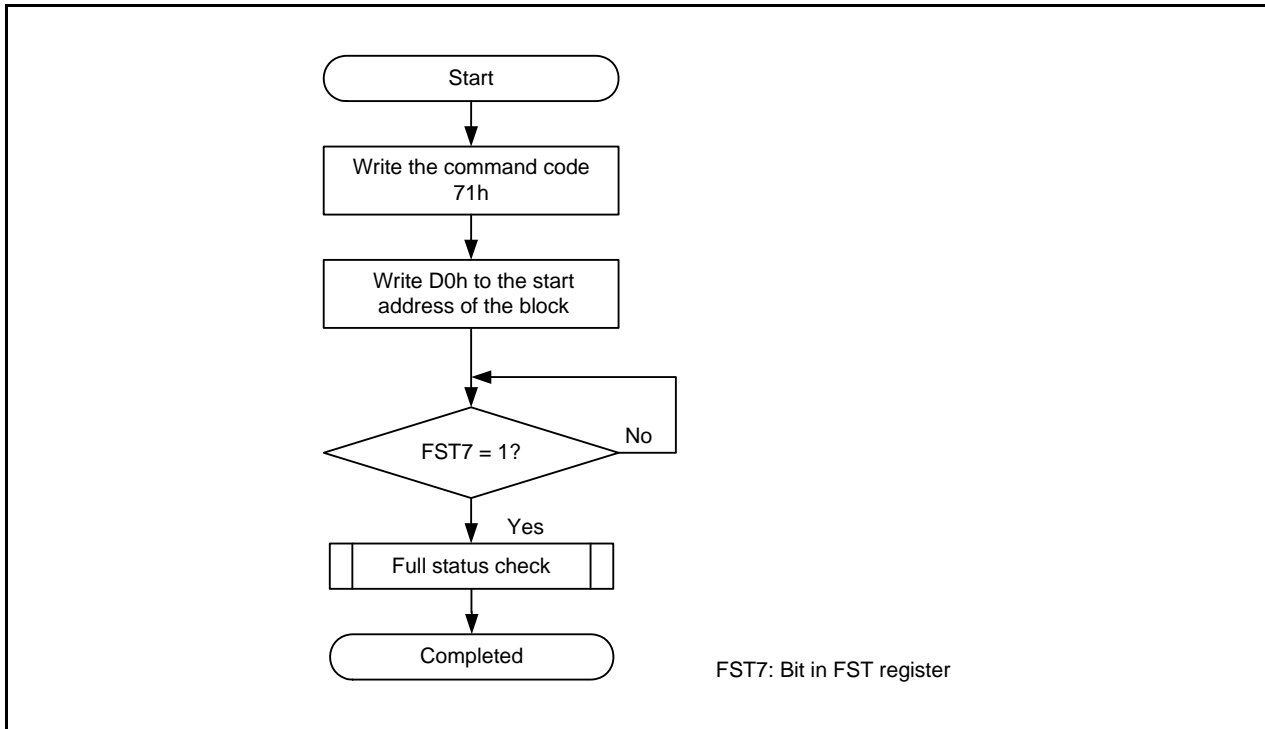 Start
Write the command code
71h
Write D0h to the start
address of the block
FST7 = 1?
No
Yes
Full status check
Completed
FST7: Bit in FST register